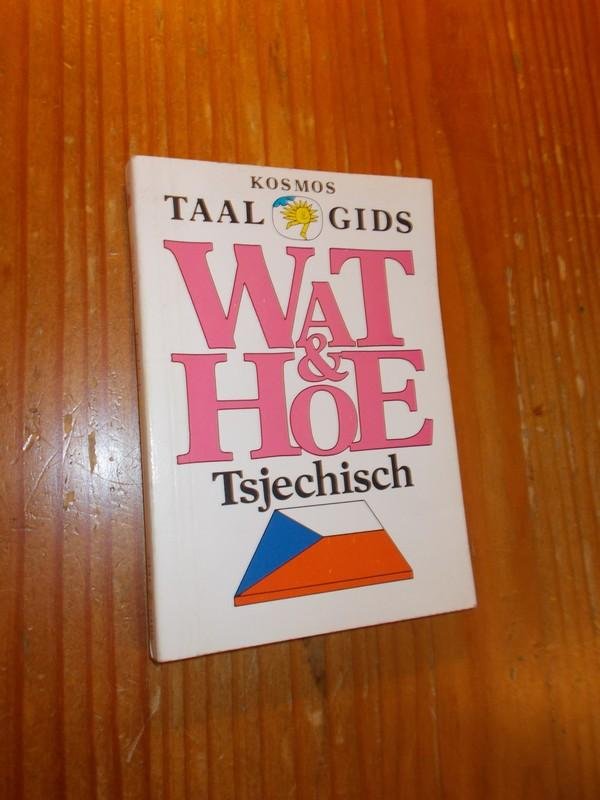 KOSMOS
TAAL GIDS
WAT
&
HOE
Tsjechisch